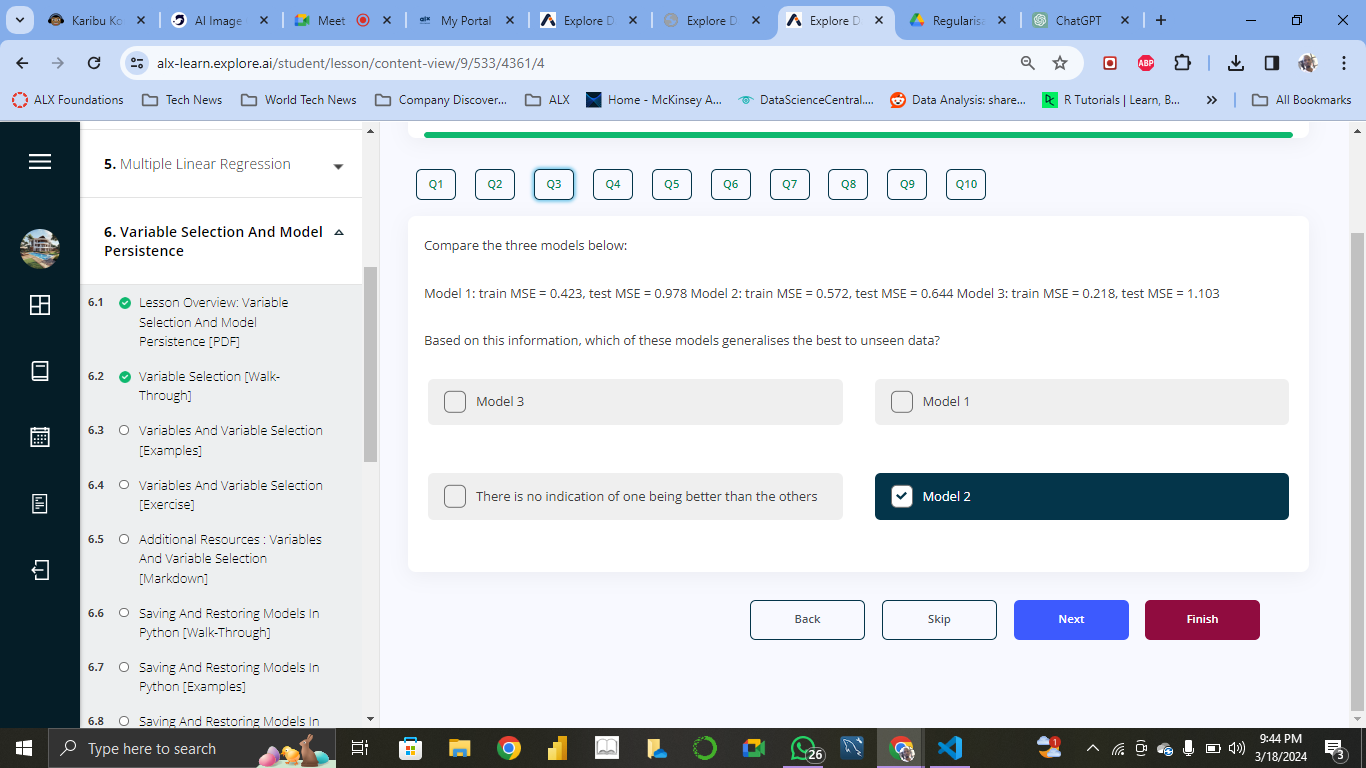 Karibu Ko
AI Image
Meet
alx
My Portal
Explore D
Explore D
Explore D
Regularis
ChatGPT
alx-learn.explore.ai/student/lesson/content-view/9/533/4361/4
ABP
ALX Foundations
Tech News
World Tech News
Company Discover...
ALX
Home - McKinsey A...
DataScienceCentral....
Data Analysis: share...
R Tutorials | Learn, B...
»
All Bookmarks
5. Multiple Linear Regression
6. Variable Selection And Model
Persistence
6.1 Lesson Overview: Variable
Selection And Model
Persistence [PDF]
6.2 Variable Selection [Walk-
Through]
6.3 Variables And Variable Selection
[Examples]
6.4 Variables And Variable Selection
[Exercise]
6.5 Additional Resources : Variables
And Variable Selection
[Markdown]
6.6 Saving And Restoring Models In
Python [Walk-Through]
6.7 Saving And Restoring Models In
Python [Examples]
6.8 Saving And Restoring Models In
Q1 Q2 Q3 Q4 Q5 Q6 Q7 Q8 Q9 Q10
Compare the three models below:
Model 1: train MSE = 0.423, test MSE = 0.978 Model 2: train MSE = 0.572, test MSE = 0.644 Model 3: train MSE = 0.218, test MSE = 1.103
Based on this information, which of these models generalises the best to unseen data?
Model 3
Model 1
There is no indication of one being better than the others
Model 2
Back
Skip
Next
Finish
Type here to search
26
1
9:44 PM
3/18/2024
3